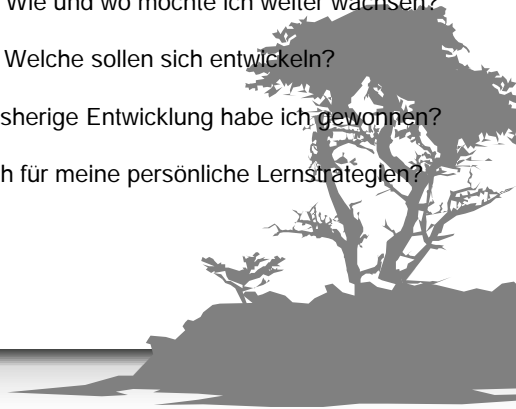 Wie und wo möchte ich weiter wachsen?
Welche sollen sich entwickeln?
sherige Entwicklung habe ich gewonnen?
h für meine persönliche Lernstrategien?